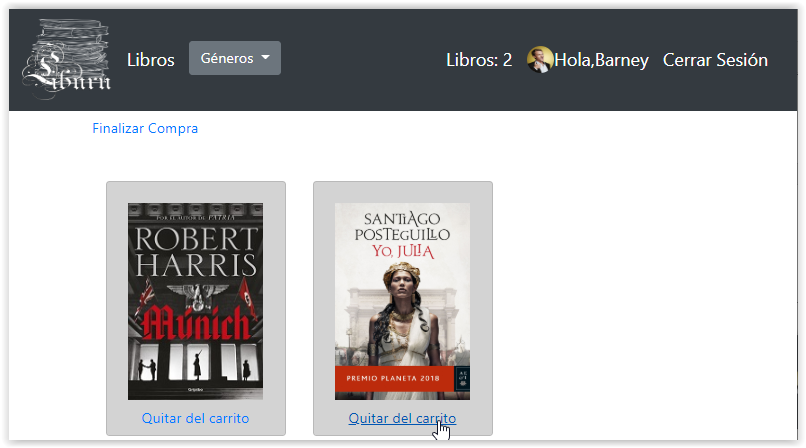 Liburu
Libros
Géneros
Libros: 2
Hola,Barney
Cerrar Sesión
Finalizar Compra
POR EL AUTOR DE PATRIA
ROBERT
HARRIS
Múnich
Grijalbo
Quitar del carrito
SANTIAGO
POSTEGUILLO
YO, JULIA
PREMIO PLANETA 2018
Quitar del carrito